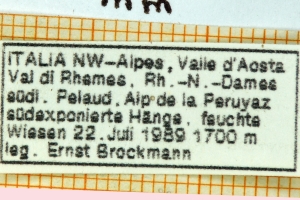 mm
ITALIA NW-Alpes, Valle d'Aosta
Val di Rhemes, Rh.-N.-Dames
südl. Pelaud, Alp de la Peruyaz
südexponierte Hänge, feuchte
Wiesen 22. Juli 1989 1700 m
leg. Ernst Brockmann